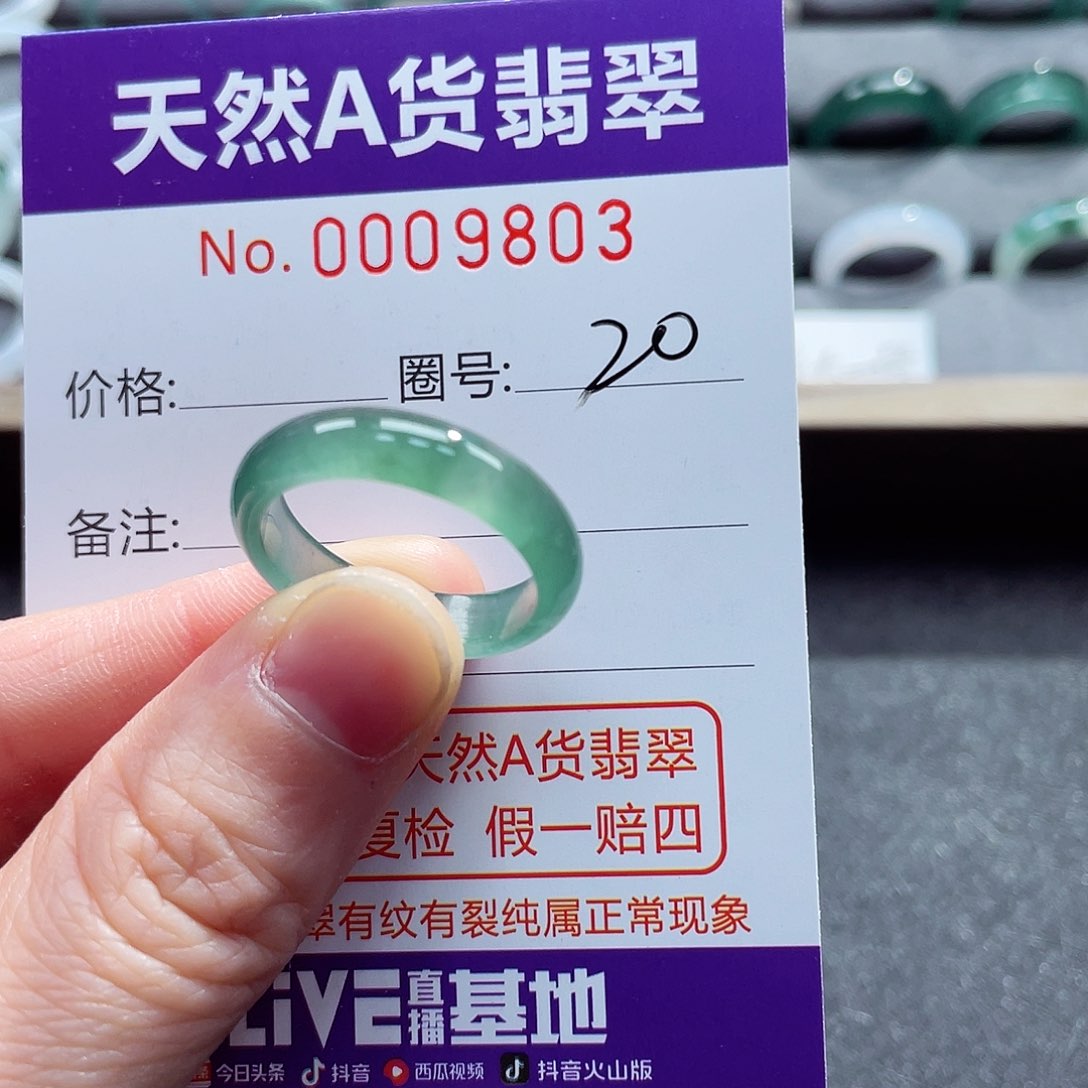 天然A货翡翠
No. 0009803
价格: 圈号: 20
备注:
天然A货翡翠
复检 假一赔四
翠有纹有裂纯属正常现象
LiVE直播基地
今日头条 抖音 西瓜视频 抖音火山版